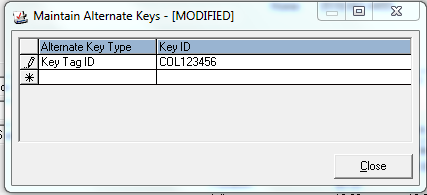 Maintain Alternate Keys - [MODIFIED]
Alternate Key Type Key ID
Key Tag ID COL123456
Close